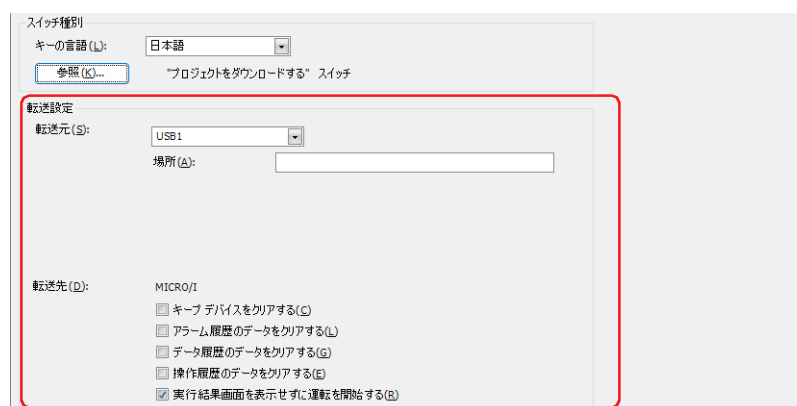 スイッチ種別
キーの言語(L): 日本語
参照(K)... "プロジェクトをダウンロードする" スイッチ
転送設定
転送元(S): USB1
場所(A):
転送先(D): MICRO/I
キープ デバイスをクリアする(C)
アラーム履歴のデータをクリアする(L)
データ履歴のデータをクリアする(G)
操作履歴のデータをクリアする(E)
実行結果画面を表示せずに運転を開始する(R)